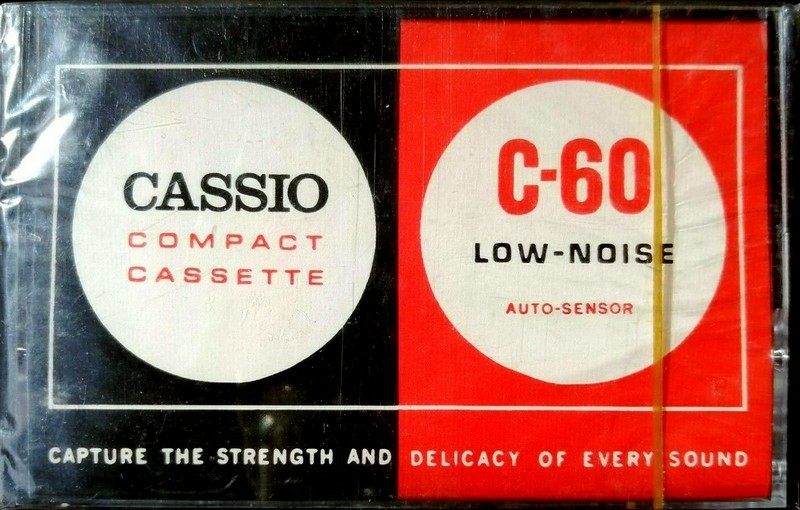 CASSIO
COMPACT
CASSETTE
C-60
LOW-NOISE
AUTO-SENSOR
CAPTURE THE STRENGTH AND DELICACY OF EVERY SOUND